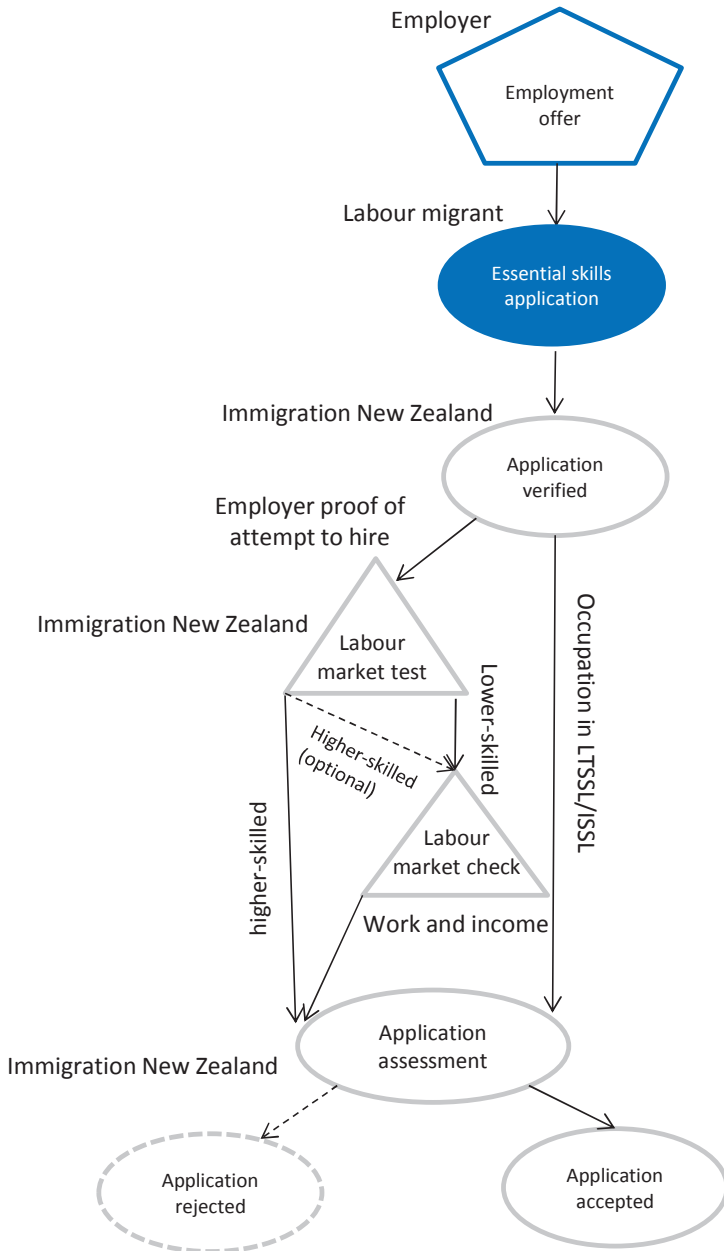 Employer
Employment
offer
Labour migrant
Essential skills
application
Immigration New Zealand
Application
verified
Employer proof of
attempt to hire
Immigration New Zealand
Labour
market test
Occupation in LTSSL/ISSL
Lower-skilled
Higher-skilled
(optional)
higher-skilled
Labour
market check
Work and income
Application
assessment
Immigration New Zealand
Application
rejected
Application
accepted